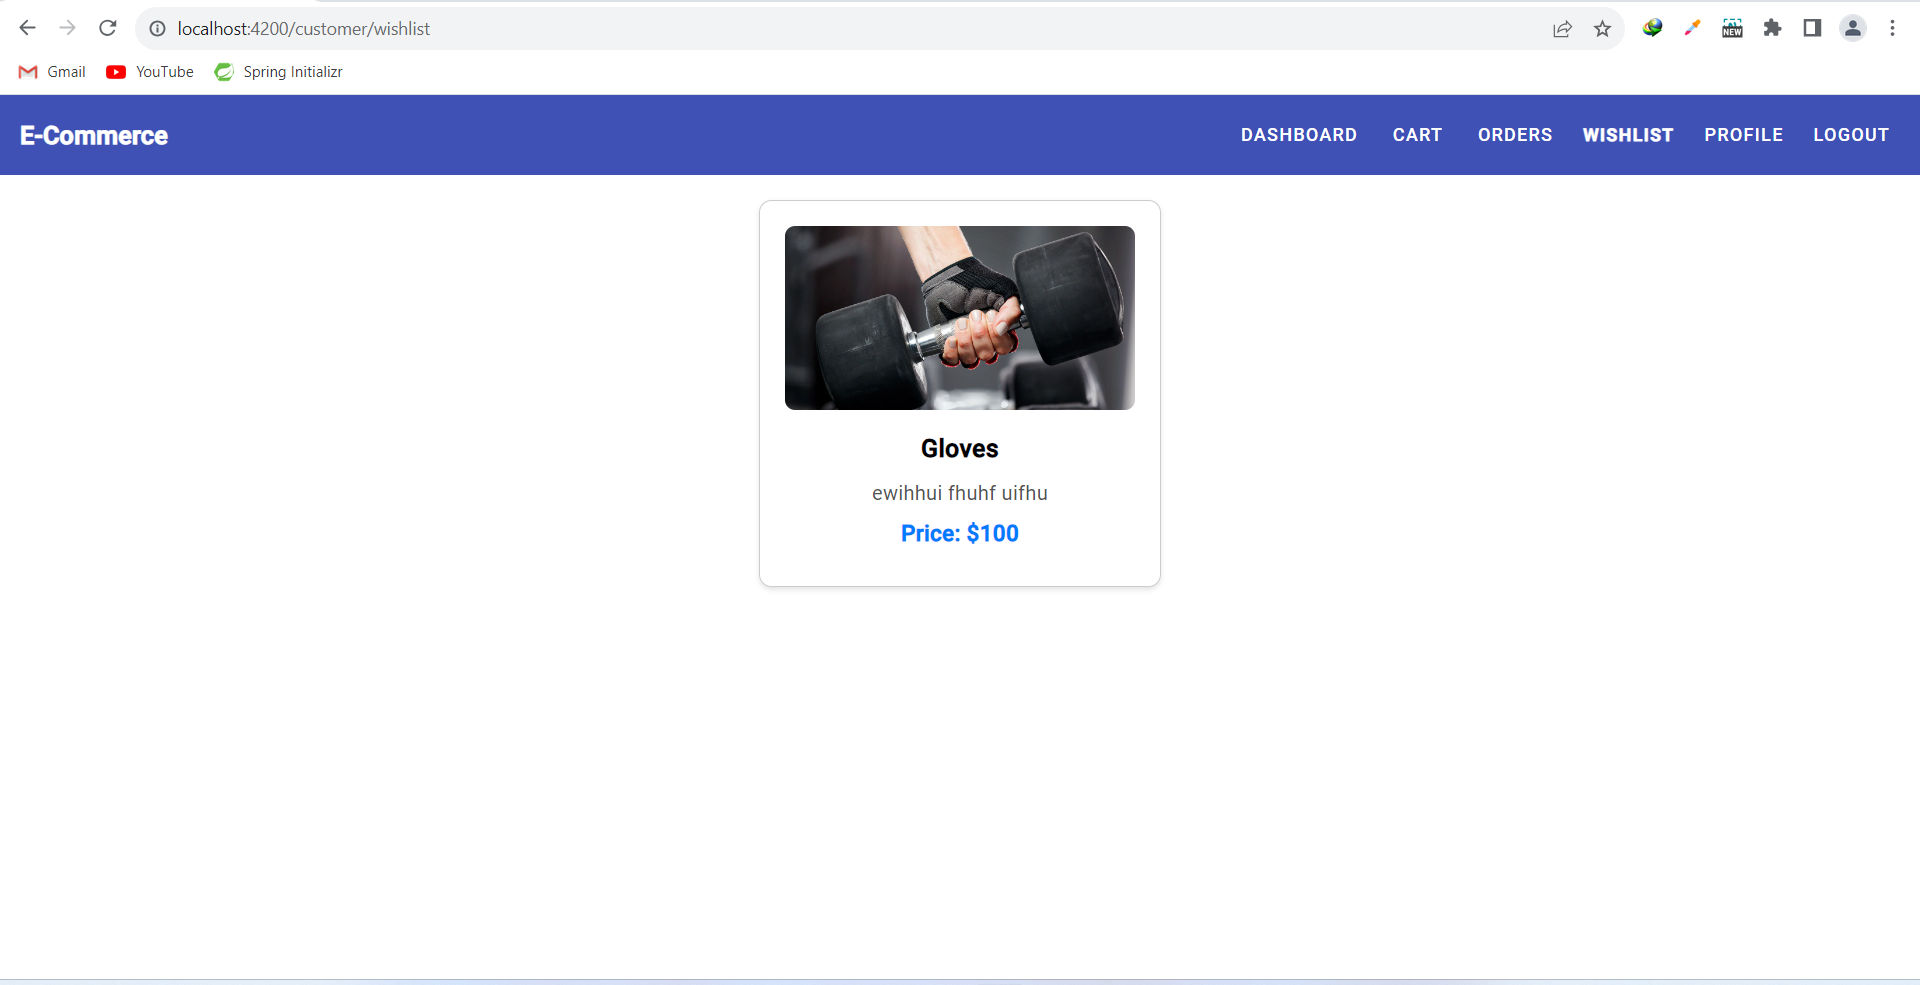 localhost:4200/customer/wishlist
NEW
Gmail YouTube Spring Initializr
E-Commerce DASHBOARD CART ORDERS WISHLIST PROFILE LOGOUT
Gloves
ewihhui fhuhf uifhu
Price: $100